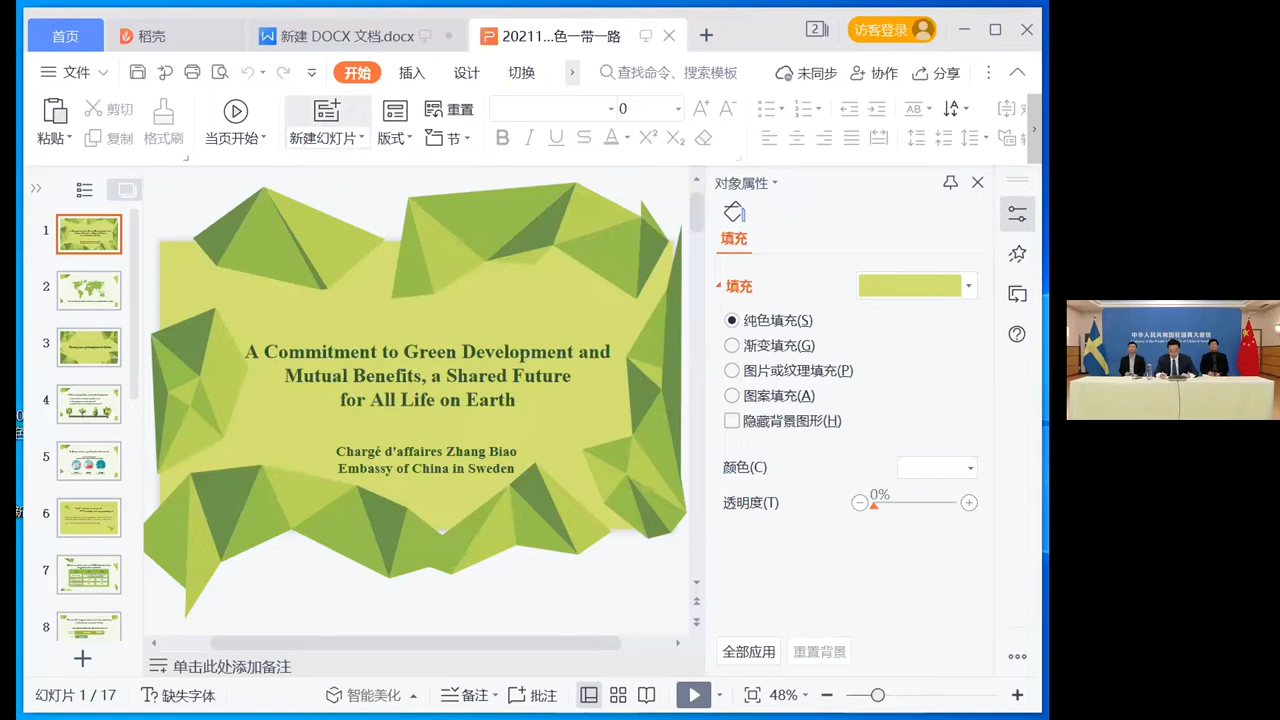 首页
稻壳
新建 DOCX 文档.docx
20211...色一带一路
2
访客登录
文件
开始
插入
设计
切换
查找命令、搜索模板
未同步
协作
分享
粘贴
剪切
复制
格式刷
当页开始
新建幻灯片
版式
重置
节
0
对象属性
填充
填充
纯色填充(S)
渐变填充(G)
图片或纹理填充(P)
图案填充(A)
隐藏背景图形(H)
颜色(C)
透明度(T)
0%
全部应用
重置背景
1
2
3
4
5
6
7
8
A Commitment to Green Development and
Mutual Benefits, a Shared Future
for All Life on Earth
Chargé d'affaires Zhang Biao
Embassy of China in Sweden
单击此处添加备注
幻灯片 1 / 17
缺失字体
智能美化
备注
批注
48%
中华人民共和国驻瑞典大使馆